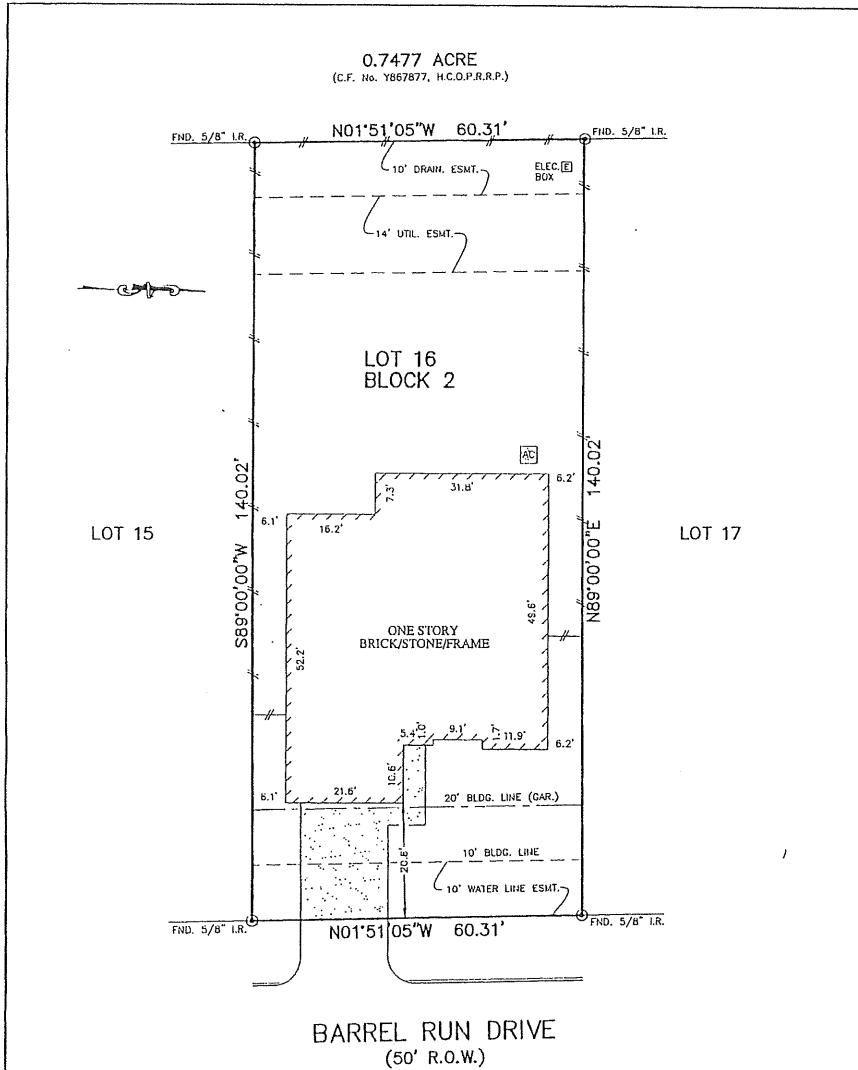 0.7477 ACRE
(C.F. No. Y867877, H.C.O.P.R.R.P.)
N01°51'05"W 60.31'
FND. 5/8" I.R.
FND. 5/8" I.R.
10' DRAIN. ESMT.
ELEC. E
BOX
14' UTIL. ESMT.
LOT 16
BLOCK 2
S89°00'00"W 140.02'
N89°00'00"E 140.02'
AC
31.8'
6.2'
7.3'
6.1'
16.2'
LOT 15
LOT 17
49.6'
ONE STORY
BRICK/STONE/FRAME
52.2'
5.4'
1.0'
9.1'
1.7'
11.9'
6.2'
10.6'
6.1'
21.6'
20' BLDG. LINE (GAR.)
20.8'
10' BLDG. LINE
10' WATER LINE ESMT.
FND. 5/8" I.R.
N01°51'05"W 60.31'
FND. 5/8" I.R.
BARREL RUN DRIVE
(50' R.O.W.)